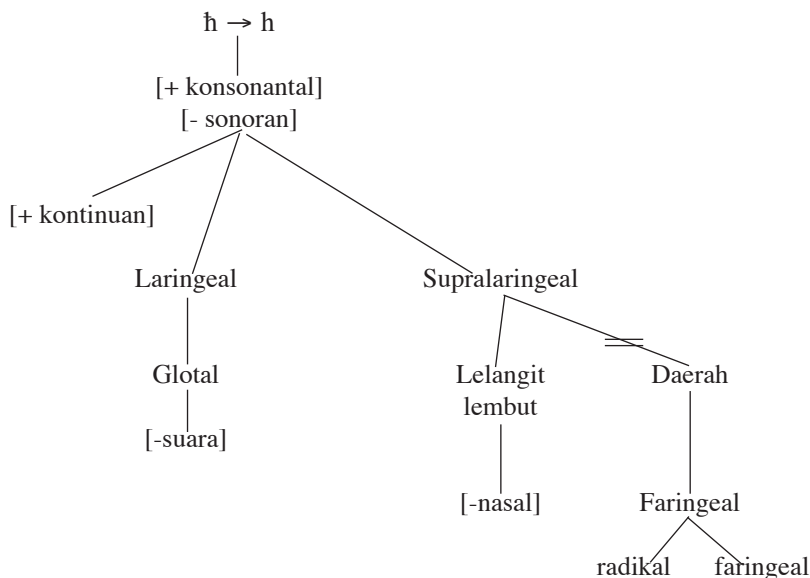 ħ → h
[+ konsonantal]
[- sonoran]
[+ kontinuan]
Laringeal Supralaringeal
Glotal Lelangit Daerah
lembut
[-suara]
[-nasal] Faringeal
radikal faringeal